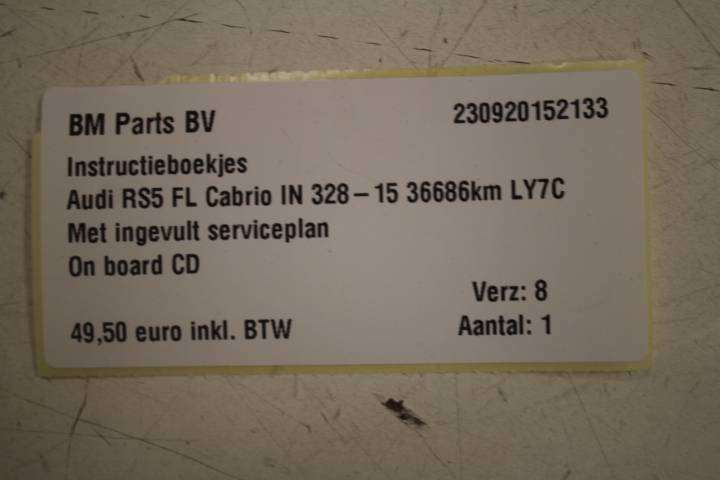 BM Parts BV 230920152133
Instructieboekjes
Audi RS5 FL Cabrio IN 328-15 36686km LY7C
Met ingevult serviceplan
On board CD
Verz: 8
49,50 euro inkl. BTW Aantal: 1